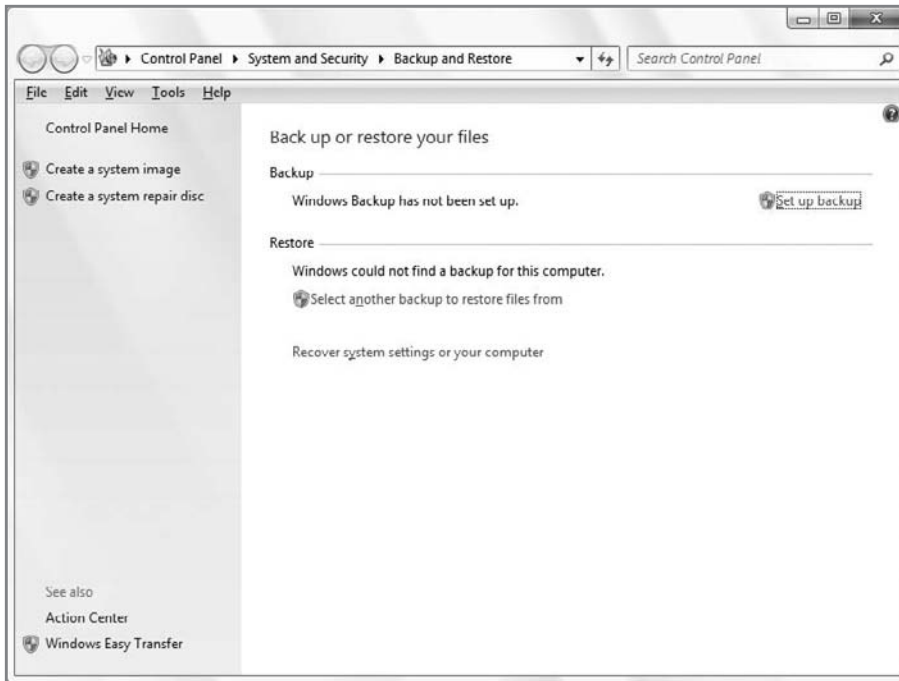 Control Panel ▸ System and Security ▸ Backup and Restore
Search Control Panel
File Edit View Tools Help
Control Panel Home
Create a system image
Create a system repair disc
Back up or restore your files
Backup
Windows Backup has not been set up.
Set up backup
Restore
Windows could not find a backup for this computer.
Select another backup to restore files from
Recover system settings or your computer
See also
Action Center
Windows Easy Transfer